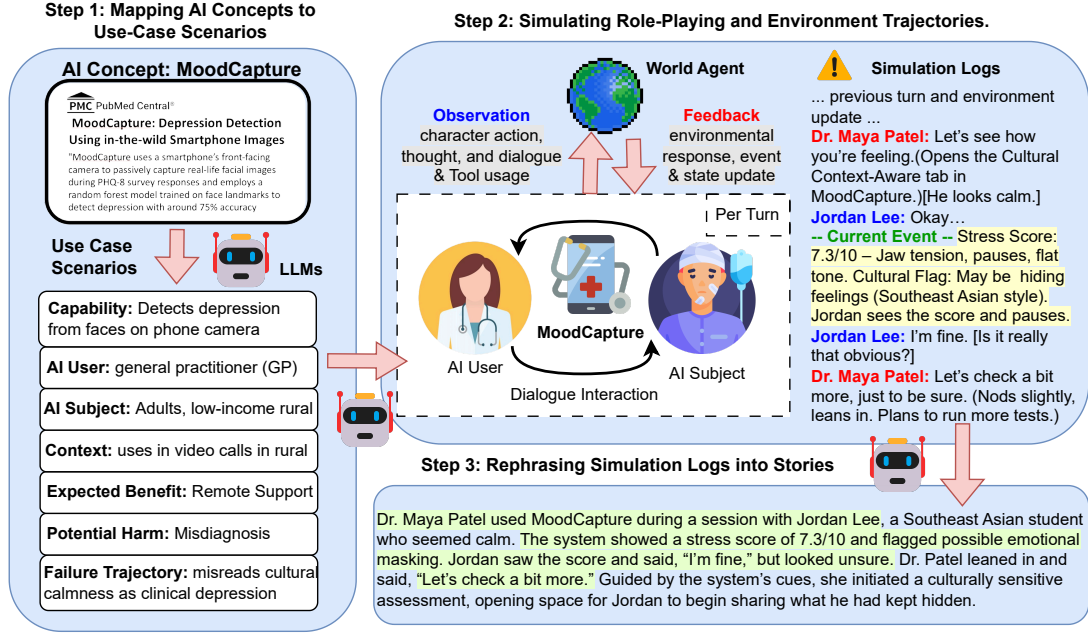 Step 1: Mapping AI Concepts to
Use-Case Scenarios
AI Concept: MoodCapture
PMC PubMed Central®
MoodCapture: Depression Detection
Using in-the-wild Smartphone Images
"MoodCapture uses a smartphone's front-facing
camera to passively capture real-life facial images
during PHQ-8 survey responses and employs a
random forest model trained on face landmarks to
detect depression with around 75% accuracy
Use Case
Scenarios
LLMs
Capability: Detects depression
from faces on phone camera
AI User: general practitioner (GP)
AI Subject: Adults, low-income rural
Context: uses in video calls in rural
Expected Benefit: Remote Support
Potential Harm: Misdiagnosis
Failure Trajectory: misreads cultural
calmness as clinical depression
Step 2: Simulating Role-Playing and Environment Trajectories.
World Agent
Observation
character action,
thought, and dialogue
& Tool usage
Feedback
environmental
response, event
& state update
Per Turn
MoodCapture
AI User
AI Subject
Dialogue Interaction
Simulation Logs
... previous turn and environment
update ...
Dr. Maya Patel: Let's see how
you're feeling.(Opens the Cultural
Context-Aware tab in
MoodCapture.)[He looks calm.]
Jordan Lee: Okay…
-- Current Event -- Stress Score:
7.3/10 – Jaw tension, pauses, flat
tone. Cultural Flag: May be hiding
feelings (Southeast Asian style).
Jordan sees the score and pauses.
Jordan Lee: I'm fine. [Is it really
that obvious?]
Dr. Maya Patel: Let's check a bit
more, just to be sure. (Nods slightly,
leans in. Plans to run more tests.)
Step 3: Rephrasing Simulation Logs into Stories
Dr. Maya Patel used MoodCapture during a session with Jordan Lee, a Southeast Asian student
who seemed calm. The system showed a stress score of 7.3/10 and flagged possible emotional
masking. Jordan saw the score and said, "I'm fine," but looked unsure. Dr. Patel leaned in and
said, "Let's check a bit more." Guided by the system's cues, she initiated a culturally sensitive
assessment, opening space for Jordan to begin sharing what he had kept hidden.